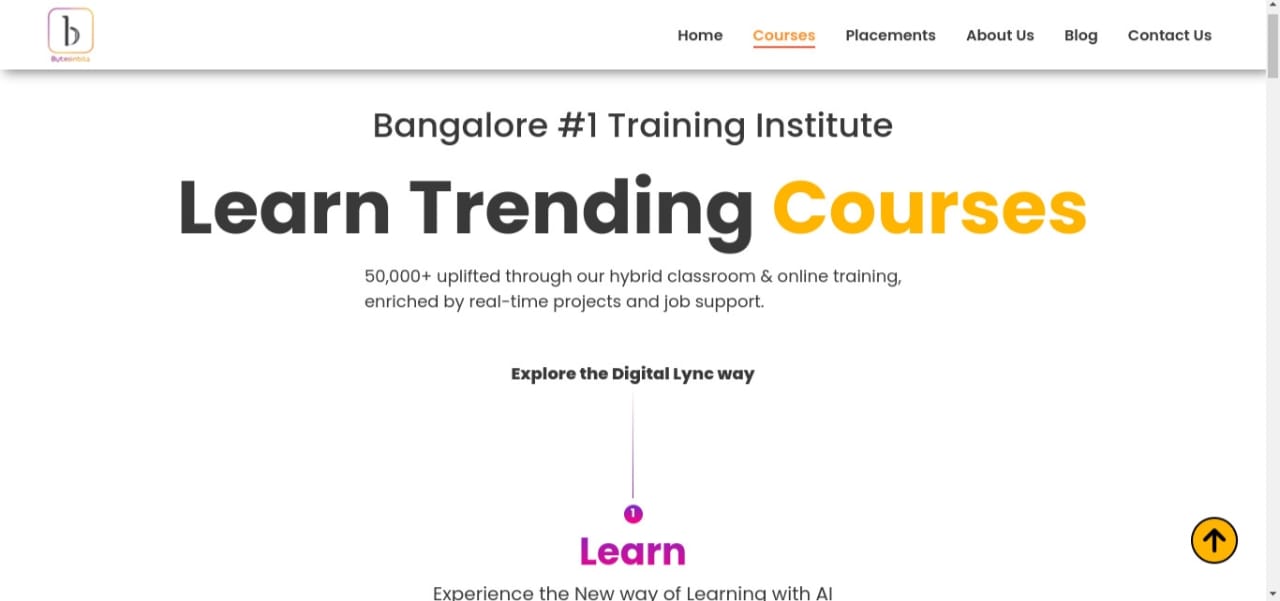 b
Home Courses Placements About Us Blog Contact Us
Bangalore #1 Training Institute
Learn Trending Courses
50,000+ uplifted through our hybrid classroom & online training,
enriched by real-time projects and job support.
Explore the Digital Lync way
1
Learn
Experience the New way of Learning with AI